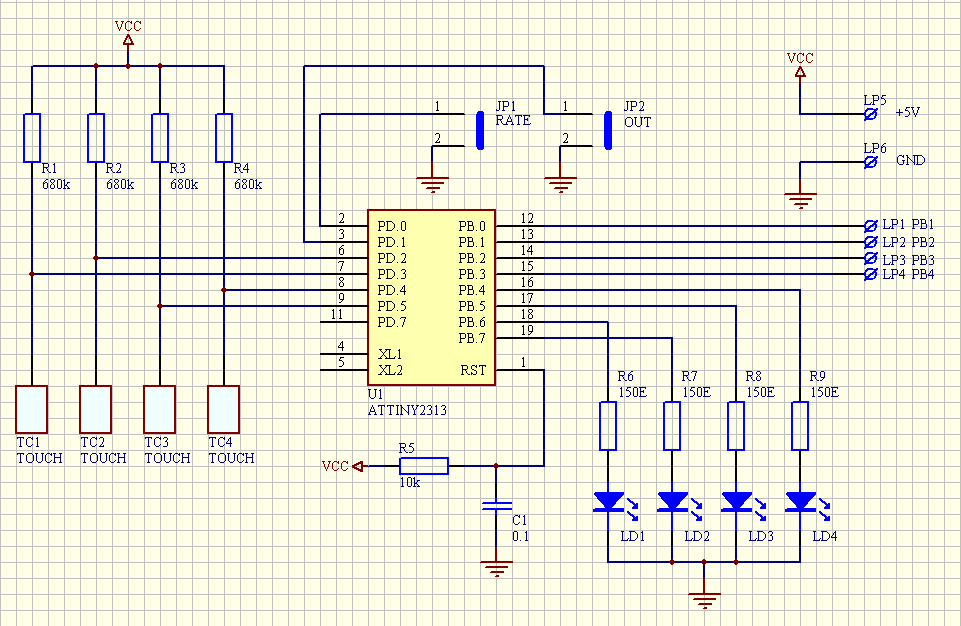 VCC
VCC
1
JP1
RATE
2
1
JP2
OUT
2
LP5
+5V
LP6
GND
R1
680k
R2
680k
R3
680k
R4
680k
2 PD.0 PB.0 12
3 PD.1 PB.1 13
6 PD.2 PB.2 14
7 PD.3 PB.3 15
8 PD.4 PB.4 16
9 PD.5 PB.5 17
11 PD.7 PB.6 18
PB.7 19
4 XL1
5 XL2 RST 1
U1
ATTINY2313
LP1 PB1
LP2 PB2
LP3 PB3
LP4 PB4
R6
150E
R7
150E
R8
150E
R9
150E
TC1
TOUCH
TC2
TOUCH
TC3
TOUCH
TC4
TOUCH
VCC
R5
10k
C1
0.1
LD1
LD2
LD3
LD4